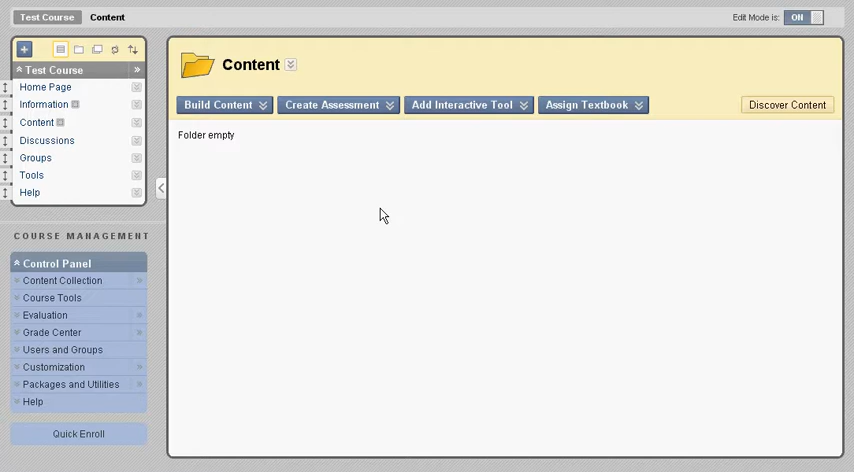 Test Course Content Edit Mode is: ON
Test Course
Home Page
Information
Content
Discussions
Groups
Tools
Help
COURSE MANAGEMENT
Control Panel
Content Collection
Course Tools
Evaluation
Grade Center
Users and Groups
Customization
Packages and Utilities
Help
Quick Enroll
Content
Build Content Create Assessment Add Interactive Tool Assign Textbook Discover Content
Folder empty